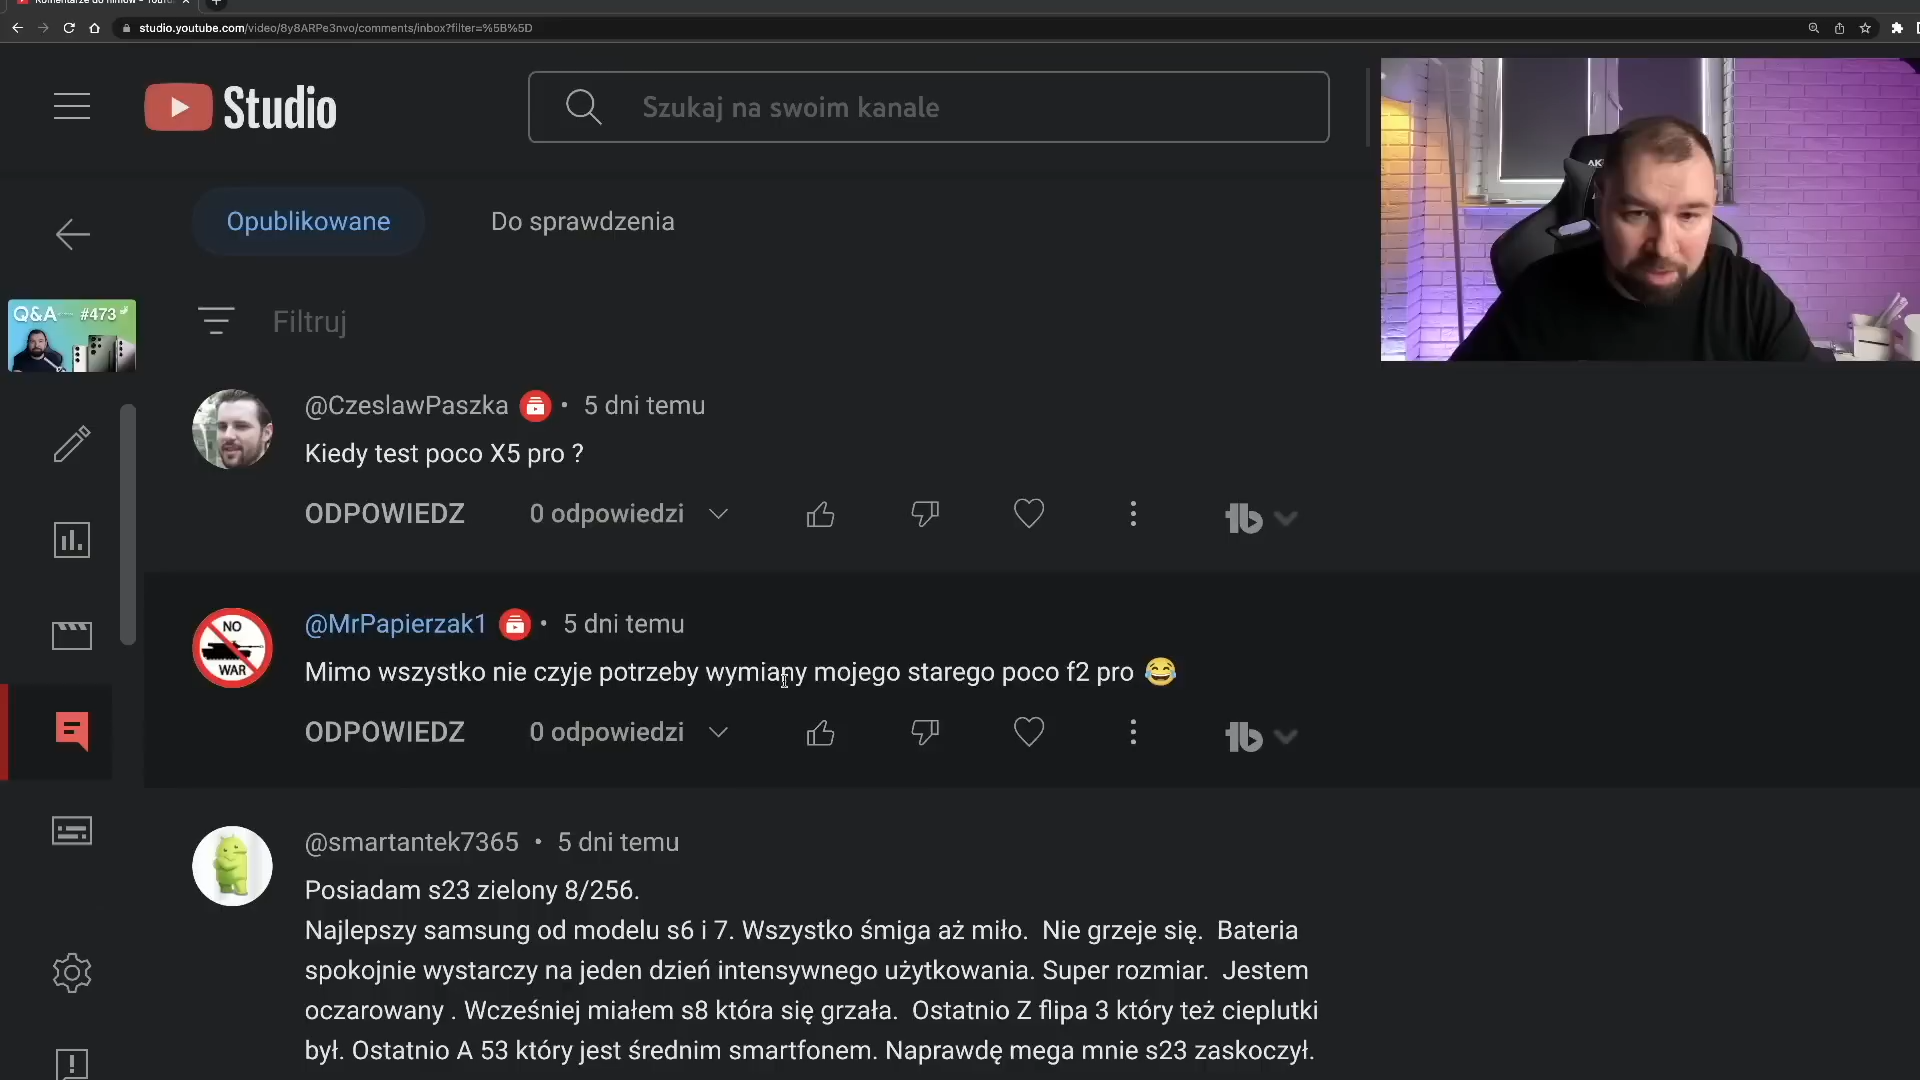 studio.youtube.com/video/8y8ARPe3nvo/comments/inbox?filter=%5B%5D
Studio
Szukaj na swoim kanale
AK
Opublikowane
Do sprawdzenia
Q&A #473
Filtruj
@CzeslawPaszka • 5 dni temu
Kiedy test poco X5 pro ?
ODPOWIEDZ
0 odpowiedzi
NO
WAR
@MrPapierzak1 • 5 dni temu
Mimo wszystko nie czyje potrzeby wymiany mojego starego poco f2 pro 😂
ODPOWIEDZ
0 odpowiedzi
@smartantek7365 • 5 dni temu
Posiadam s23 zielony 8/256.
Najlepszy samsung od modelu s6 i 7. Wszystko śmiga aż miło. Nie grzeje się. Bateria
spokojnie wystarczy na jeden dzień intensywnego użytkowania. Super rozmiar. Jestem
oczarowany . Wcześniej miałem s8 która się grzała. Ostatnio Z flipa 3 który też cieplutki
był. Ostatnio A 53 który jest średnim smartfonem. Naprawdę mega mnie s23 zaskoczył.